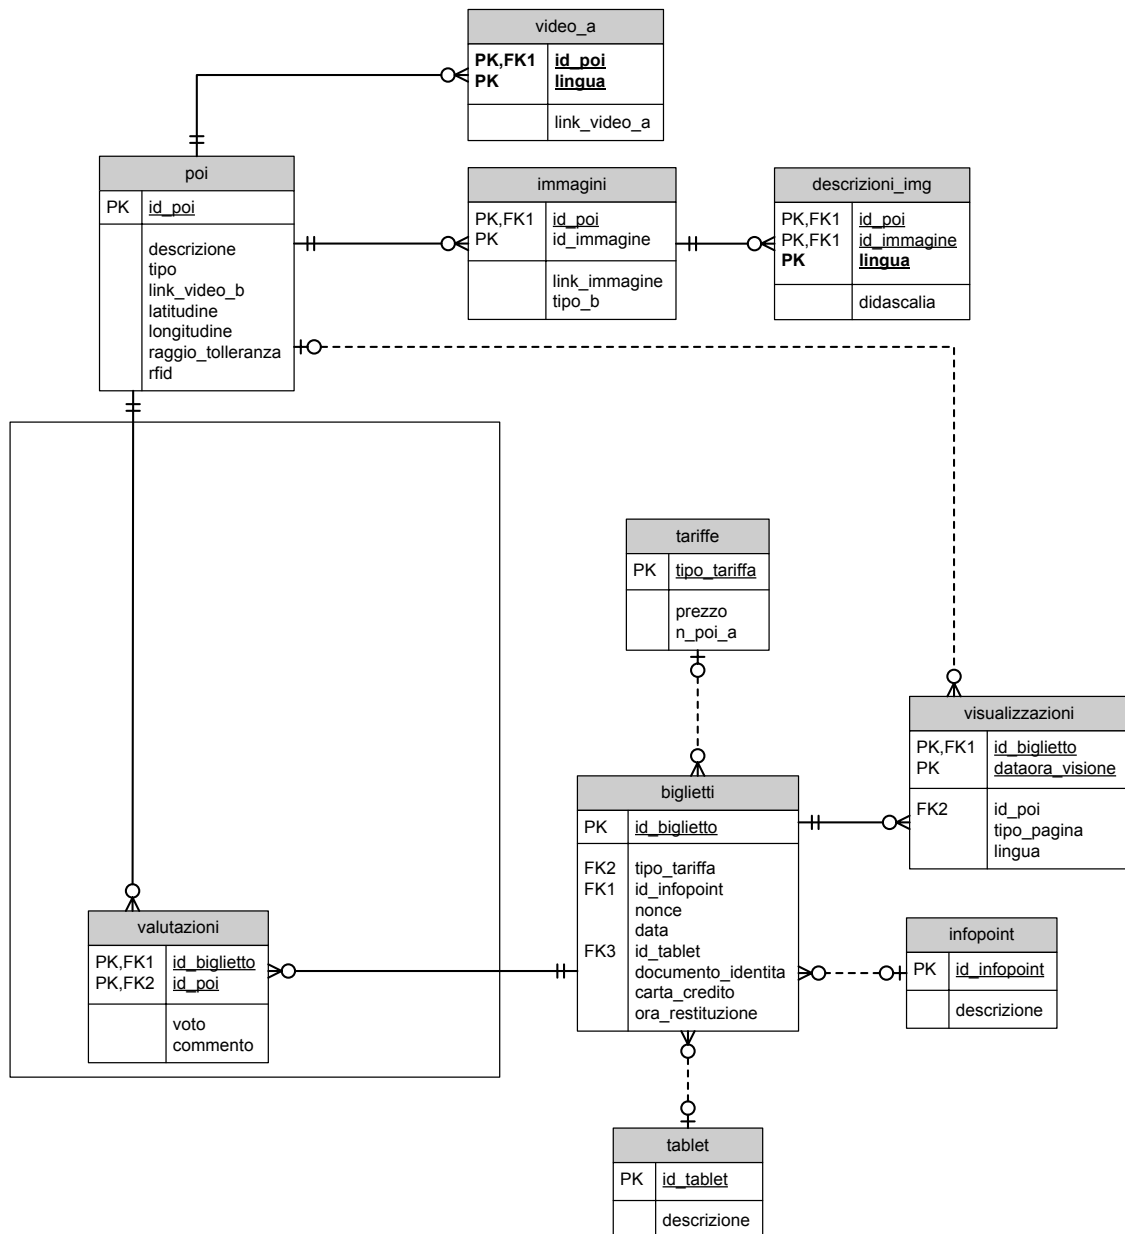 video_a
PK,FK1 id_poi
PK lingua
link_video_a
poi
PK id_poi
descrizione
tipo
link_video_b
latitudine
longitudine
raggio_tolleranza
rfid
immagini
PK,FK1 id_poi
PK id_immagine
link_immagine
tipo_b
descrizioni_img
PK,FK1 id_poi
PK,FK1 id_immagine
PK lingua
didascalia
tariffe
PK tipo_tariffa
prezzo
n_poi_a
visualizzazioni
PK,FK1 id_biglietto
PK dataora_visione
FK2 id_poi
tipo_pagina
lingua
biglietti
PK id_biglietto
FK2 tipo_tariffa
FK1 id_infopoint
nonce
data
FK3 id_tablet
documento_identita
carta_credito
ora_restituzione
valutazioni
PK,FK1 id_biglietto
PK,FK2 id_poi
voto
commento
infopoint
PK id_infopoint
descrizione
tablet
PK id_tablet
descrizione